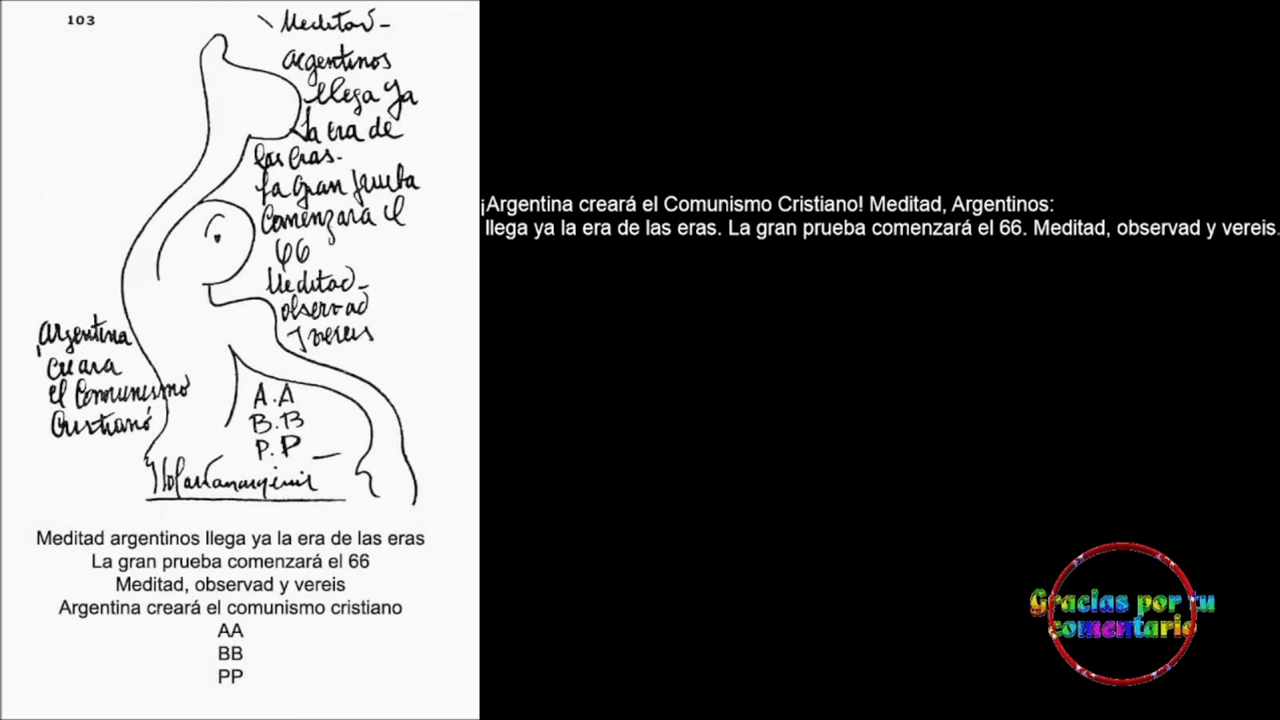 103
Meditad-
argentinos
llega ya
la era de
las eras.
la gran prueba
Comenzara el
66
Meditad-
observad
y vereis
Argentina
creara
el Comunismo
Cristianó
A.A
B.B
P.P
Meditad argentinos llega ya la era de las eras
La gran prueba comenzará el 66
Meditad, observad y vereis
Argentina creará el comunismo cristiano
AA
BB
PP
¡Argentina creará el Comunismo Cristiano! Meditad, Argentinos:
llega ya la era de las eras. La gran prueba comenzará el 66. Meditad, observad y vereis.
Gracias por tu
comentario